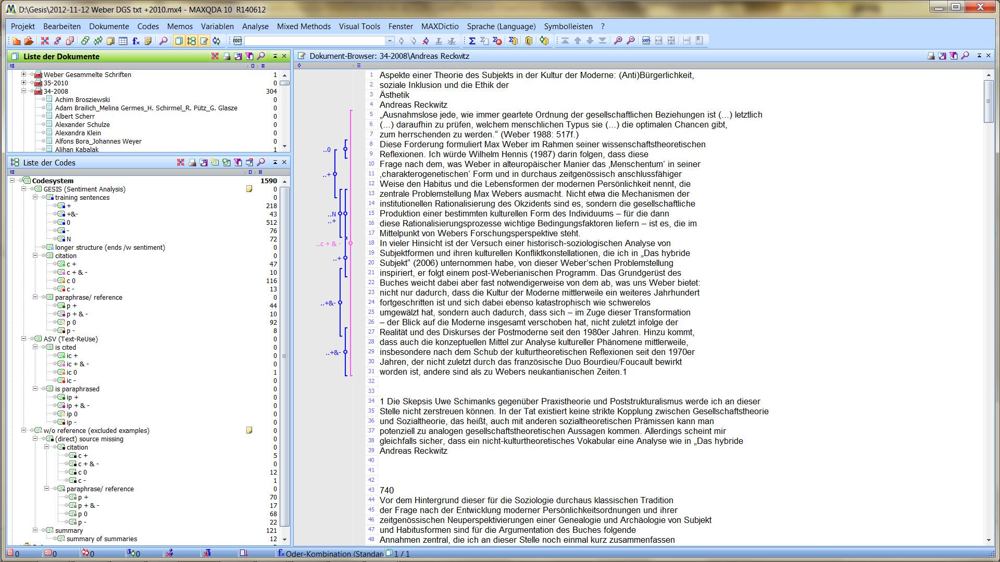 D:\Gesis\2012-11-12 Weber DGS txt +2010.mx4 - MAXQDA 10 R140612
Projekt Bearbeiten Dokumente Codes Memos Variablen Analyse Mixed Methods Visual Tools Fenster MAXDictio Sprache (Language) Symbolleisten ?
EDIT
100%
Liste der Dokumente
Weber Gesammelte Schriften 1
35-2010 0
34-2008 304
Achim Brosziewski 0
Adam Brailich_Melina Germes_H. Schirmel_R. Pütz_G. Glasze 0
Albert Scherr 0
Alexander Schulze 0
Alexandra Klein 0
Alfons Bora_Johannes Weyer 0
Alihan Kabalak 1
Liste der Codes
Codesystem 1590
GESIS (Sentiment Analysis) 0
training sentences 0
+ 218
+&- 43
0 512
- 76
N 72
longer structure (ends /w sentiment) 0
citation 0
c + 47
c + & - 10
c 0 116
c - 13
paraphrase/ reference 0
p + 44
p + & - 10
p 0 92
p - 8
ASV (Text-ReUse) 0
is cited 0
ic + 0
ic + & - 0
ic 0 1
ic - 0
is paraphrased 0
ip + 0
ip + & - 0
ip 0 0
ip - 0
w/o reference (excluded examples) 0
(direct) source missing 0
citation 0
c + 5
c + & - 0
c 0 12
c - 1
paraphrase/ reference 0
p + 70
p + & - 17
p 0 68
p - 22
summary 121
summary of summaries 12
Dokument-Browser: 34-2008\Andreas Reckwitz
..0
..+
..N
..+
..c + & -
..+
..+&-
..+&-
1 Aspekte einer Theorie des Subjekts in der Kultur der Moderne: (Anti)Bürgerlichkeit,
2 soziale Inklusion und die Ethik der
3 Ästhetik
4 Andreas Reckwitz
5 „Ausnahmslose jede, wie immer geartete Ordnung der gesellschaftlichen Beziehungen ist (...) letztlich
6 (...) daraufhin zu prüfen, welchem menschlichen Typus sie (...) die optimalen Chancen gibt,
7 zum herrschenden zu werden.“ (Weber 1988: 517f.)
8 Diese Forderung formuliert Max Weber im Rahmen seiner wissenschaftstheoretischen
9 Reflexionen. Ich würde Wilhelm Hennis (1987) darin folgen, dass diese
10 Frage nach dem, was Weber in alteuropäischer Manier das ‚Menschentum‘ in seiner
11 ‚charakterogenetischen‘ Form und in durchaus zeitgenössisch anschlussfähiger
12 Weise den Habitus und die Lebensformen der modernen Persönlichkeit nennt, die
13 zentrale Problemstellung Max Webers ausmacht. Nicht etwa die Mechanismen der
14 institutionellen Rationalisierung des Okzidents sind es, sondern die gesellschaftliche
15 Produktion einer bestimmten kulturellen Form des Individuums – für die dann
16 diese Rationalisierungsprozesse wichtige Bedingungsfaktoren liefern – ist es, die im
17 Mittelpunkt von Webers Forschungsperspektive steht.
18 In vieler Hinsicht ist der Versuch einer historisch-soziologischen Analyse von
19 Subjektformen und ihren kulturellen Konfliktkonstellationen, die ich in „Das hybride
20 Subjekt“ (2006) unternommen habe, von dieser Weber’schen Problemstellung
21 inspiriert, er folgt einem post-Weberianischen Programm. Das Grundgerüst des
22 Buches weicht dabei aber fast notwendigerweise von dem ab, was uns Weber bietet:
23 nicht nur dadurch, dass die Kultur der Moderne mittlerweile ein weiteres Jahrhundert
24 fortgeschritten ist und sich dabei ebenso katastrophisch wie schwerelos
25 umgewälzt hat, sondern auch dadurch, dass sich – im Zuge dieser Transformation
26 – der Blick auf die Moderne insgesamt verschoben hat, nicht zuletzt infolge der
27 Realität und des Diskurses der Postmoderne seit den 1980er Jahren. Hinzu kommt,
28 dass auch die konzeptuellen Mittel zur Analyse kultureller Phänomene mittlerweile,
29 insbesondere nach dem Schub der kulturtheoretischen Reflexionen seit den 1970er
30 Jahren, der nicht zuletzt durch das französische Duo Bourdieu/Foucault bewirkt
31 worden ist, andere sind als zu Webers neukantianischen Zeiten.1
32
33
34 1 Die Skepsis Uwe Schimanks gegenüber Praxistheorie und Poststrukturalismus werde ich an dieser
35 Stelle nicht zerstreuen können. In der Tat existiert keine strikte Kopplung zwischen Gesellschaftstheorie
36 und Sozialtheorie, das heißt, auch mit anderen sozialtheoretischen Prämissen kann man
37 potenziell zu analogen gesellschaftstheoretischen Aussagen kommen. Allerdings scheint mir
38 gleichfalls sicher, dass ein nicht-kulturtheoretisches Vokabular eine Analyse wie in „Das hybride
39 Andreas Reckwitz
40
41
42
43 740
44 Vor dem Hintergrund dieser für die Soziologie durchaus klassischen Tradition
45 der Frage nach der Entwicklung moderner Persönlichkeitsordnungen und ihrer
46 zeitgenössischen Neuperspektivierungen einer Genealogie und Archäologie von Subjekt
47 und Habitusformen sind für die Argumentation des Buches folgende
48 Annahmen zentral, die ich an dieser Stelle noch einmal kurz zusammenfassen
0 0 0 0 Oder-Kombination (Standar 1 / 1